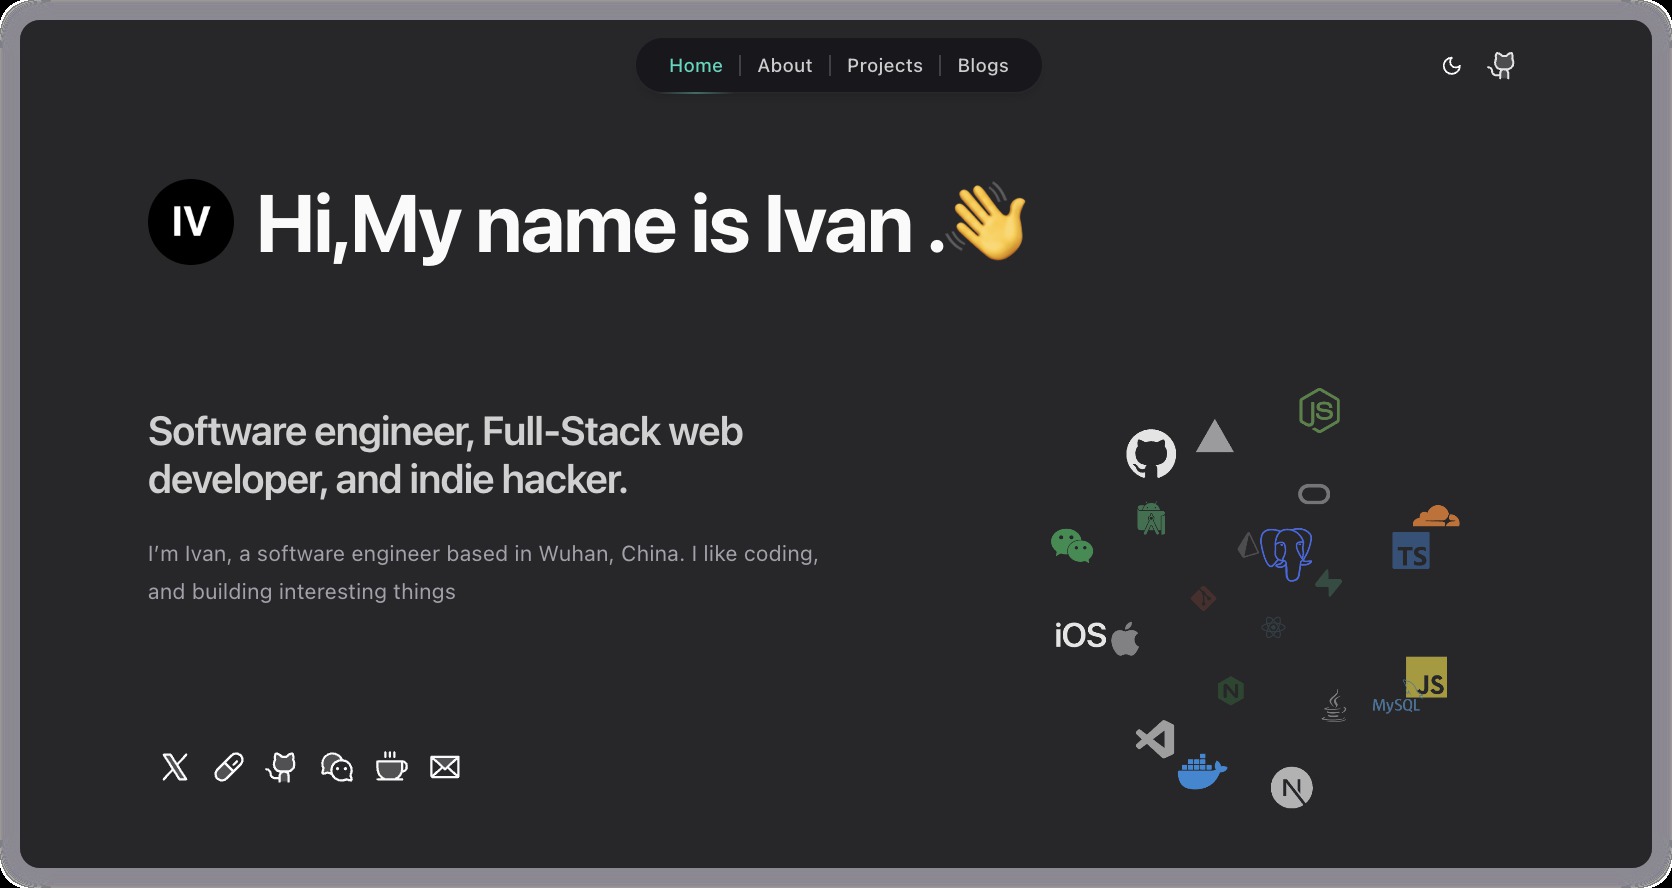 Home
About
Projects
Blogs
IV
Hi,My name is Ivan .👋
Software engineer, Full-Stack web
developer, and indie hacker.
I’m Ivan, a software engineer based in Wuhan, China. I like coding,
and building interesting things
JS
TS
iOS
JS
N
MySQL
N